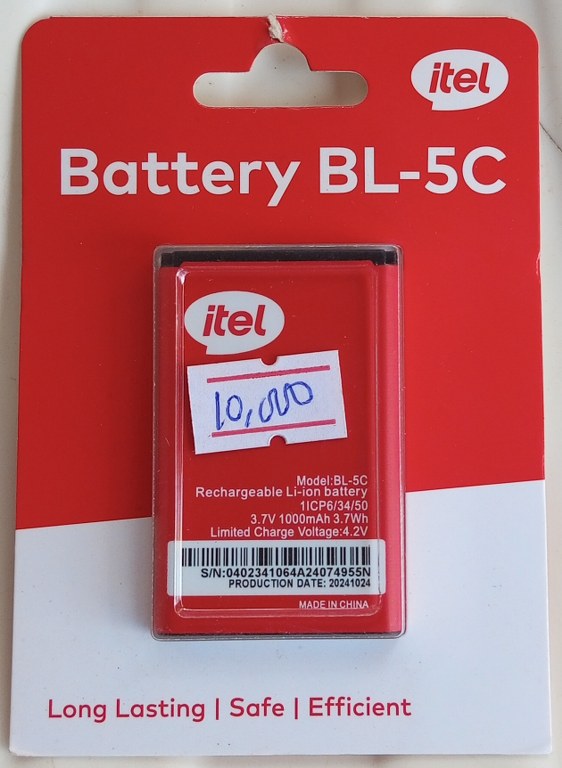 itel
Battery BL-5C
itel
10,000
Model:BL-5C
Rechargeable Li-ion battery
1ICP6/34/50
3.7V 1000mAh 3.7Wh
Limited Charge Voltage:4.2V
S/N:0402341064A24074955N
PRODUCTION DATE: 20241024
MADE IN CHINA
Long Lasting | Safe | Efficient